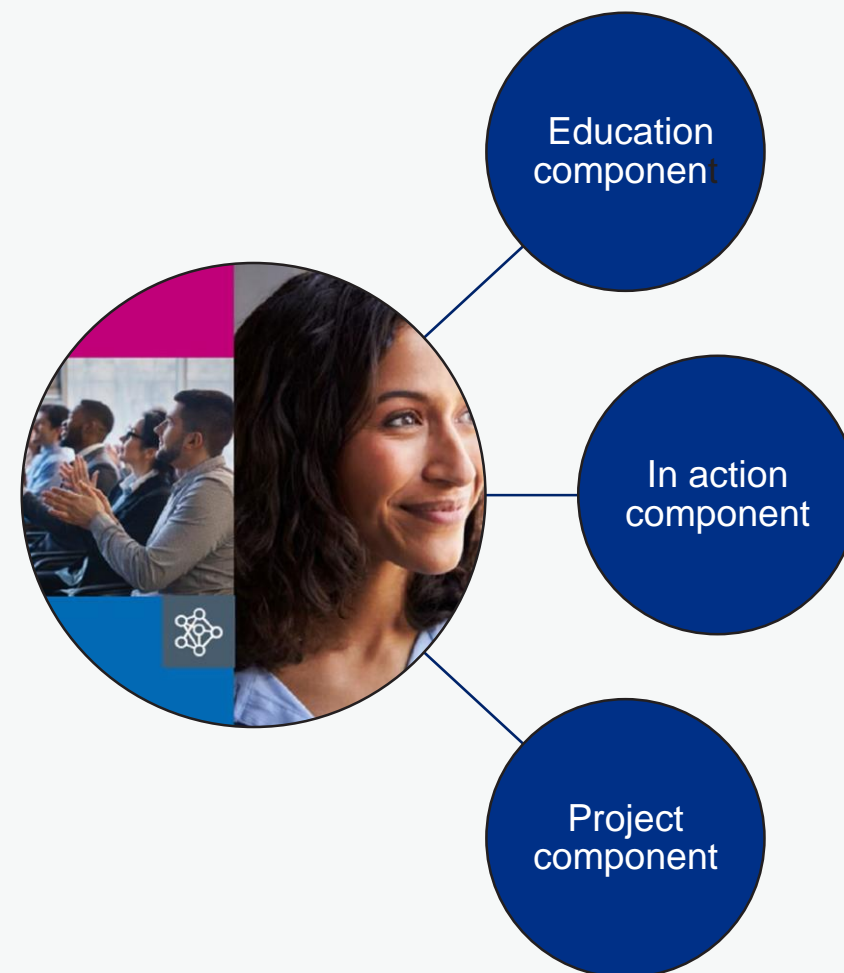 Education
component
In action
component
Project
component